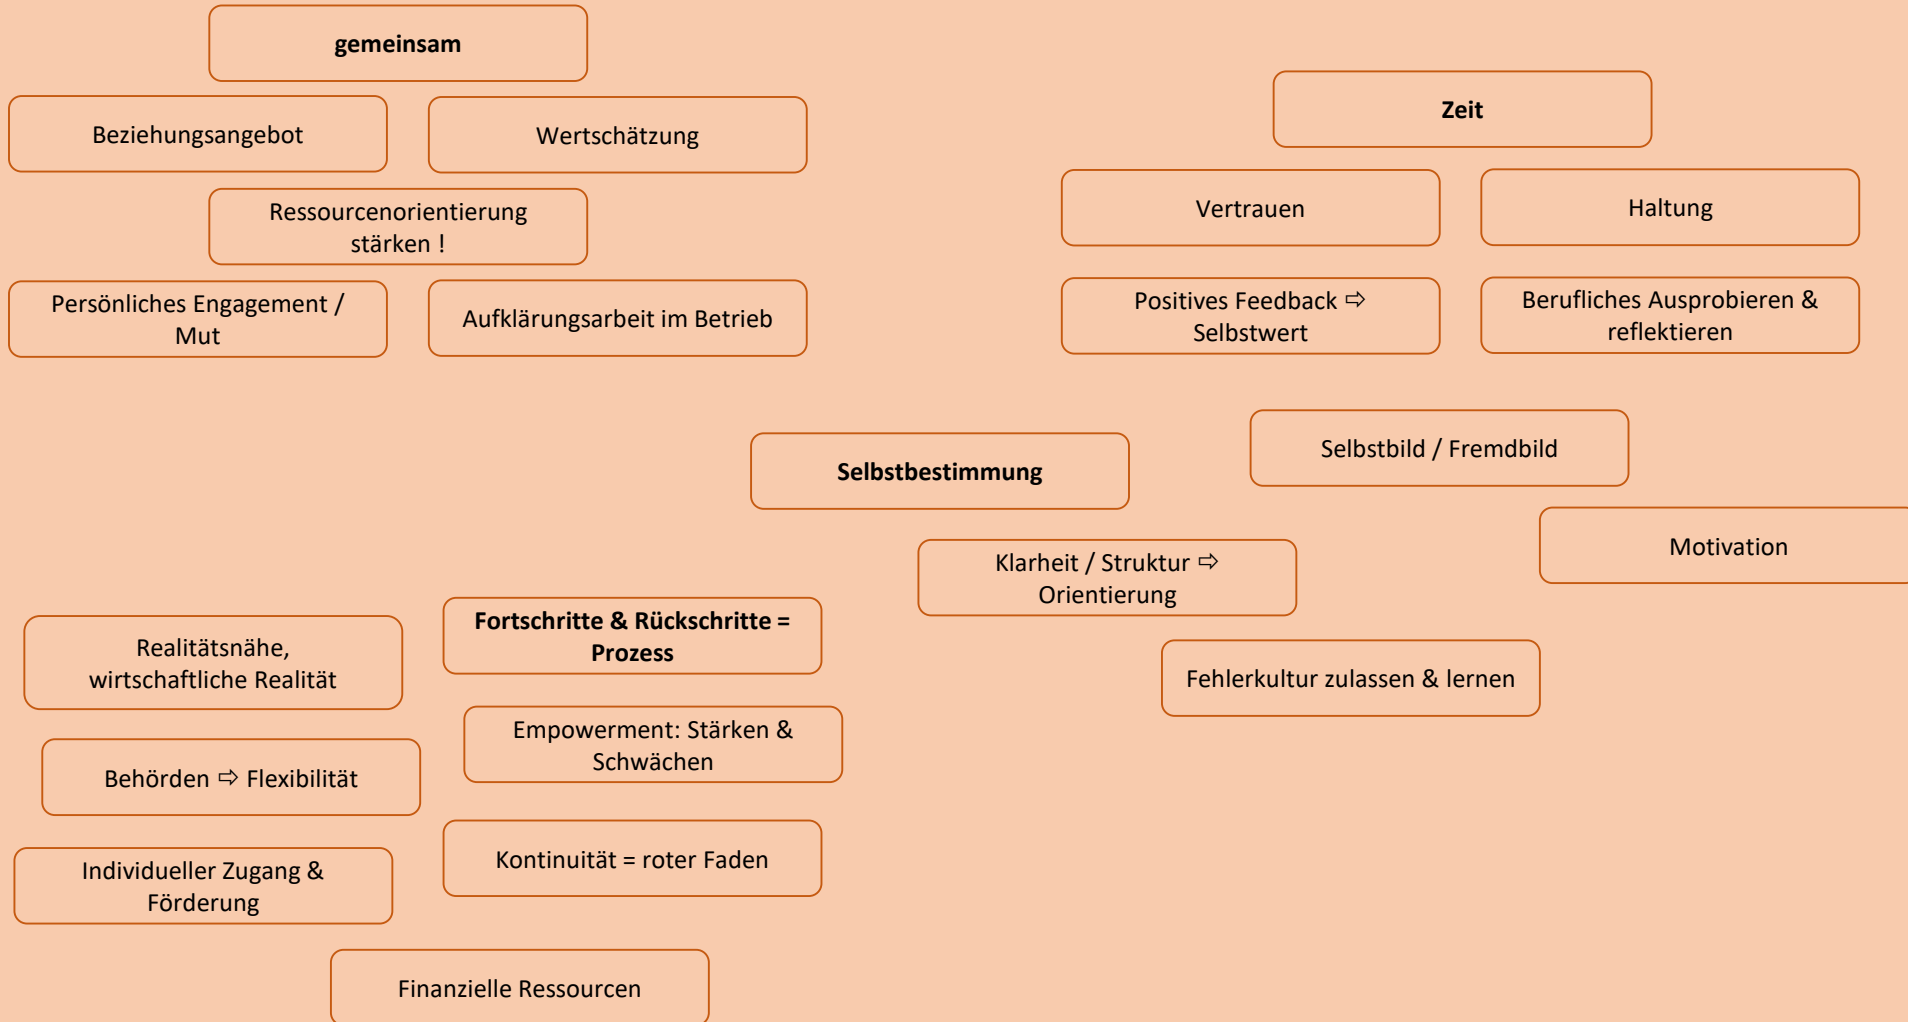 gemeinsam
Beziehungsangebot
Wertschätzung
Ressourcenorientierung
stärken !
Persönliches Engagement /
Mut
Aufklärungsarbeit im Betrieb
Zeit
Vertrauen
Haltung
Positives Feedback ⇨
Selbstwert
Berufliches Ausprobieren &
reflektieren
Selbstbestimmung
Selbstbild / Fremdbild
Motivation
Klarheit / Struktur ⇨
Orientierung
Fehlerkultur zulassen & lernen
Fortschritte & Rückschritte =
Prozess
Realitätsnähe,
wirtschaftliche Realität
Empowerment: Stärken &
Schwächen
Behörden ⇨ Flexibilität
Kontinuität = roter Faden
Individueller Zugang &
Förderung
Finanzielle Ressourcen